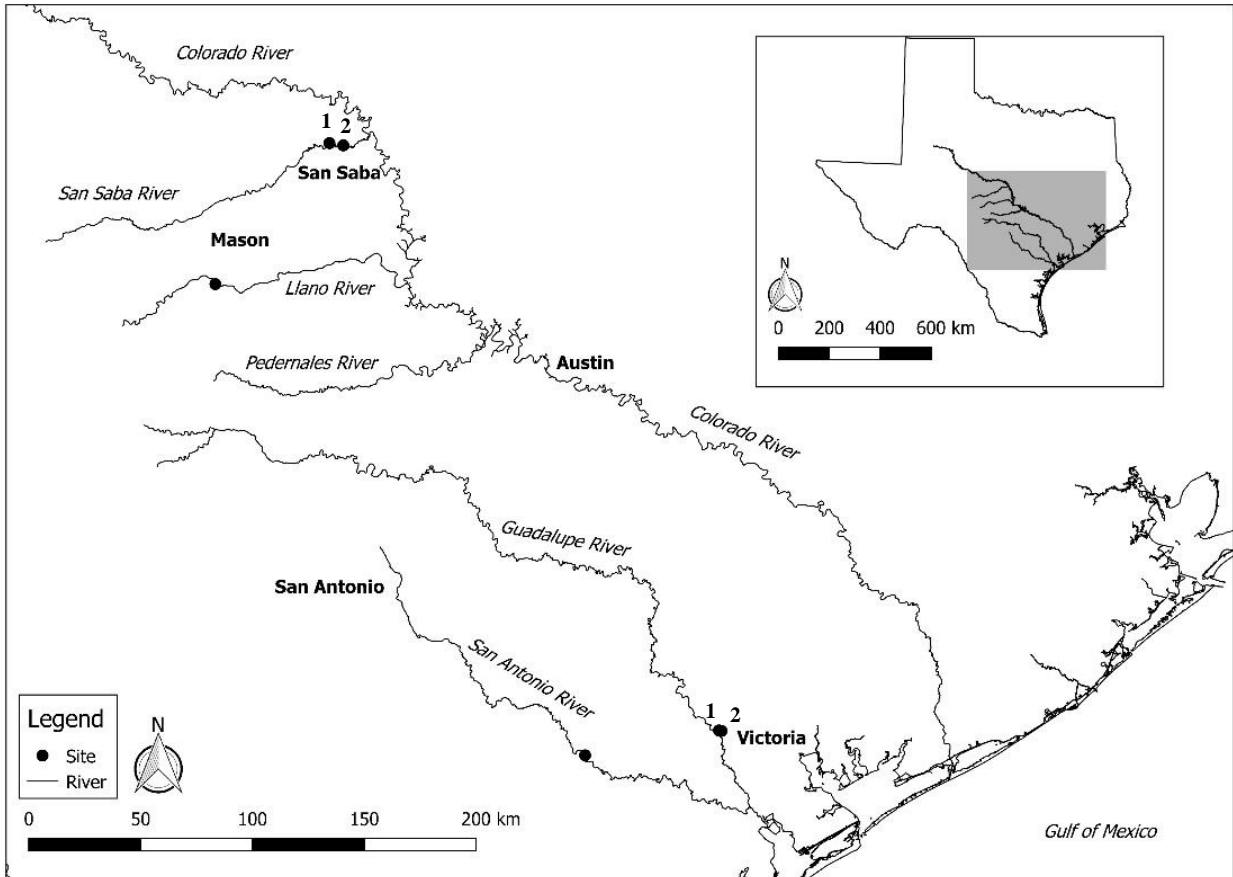 Colorado River
1 2
San Saba
San Saba River
Mason
Llano River
Pedernales River
Austin
Colorado River
Guadalupe River
San Antonio
San Antonio River
1 2
Victoria
Gulf of Mexico
Legend
Site
River
N
0 50 100 150 200 km
N
0 200 400 600 km